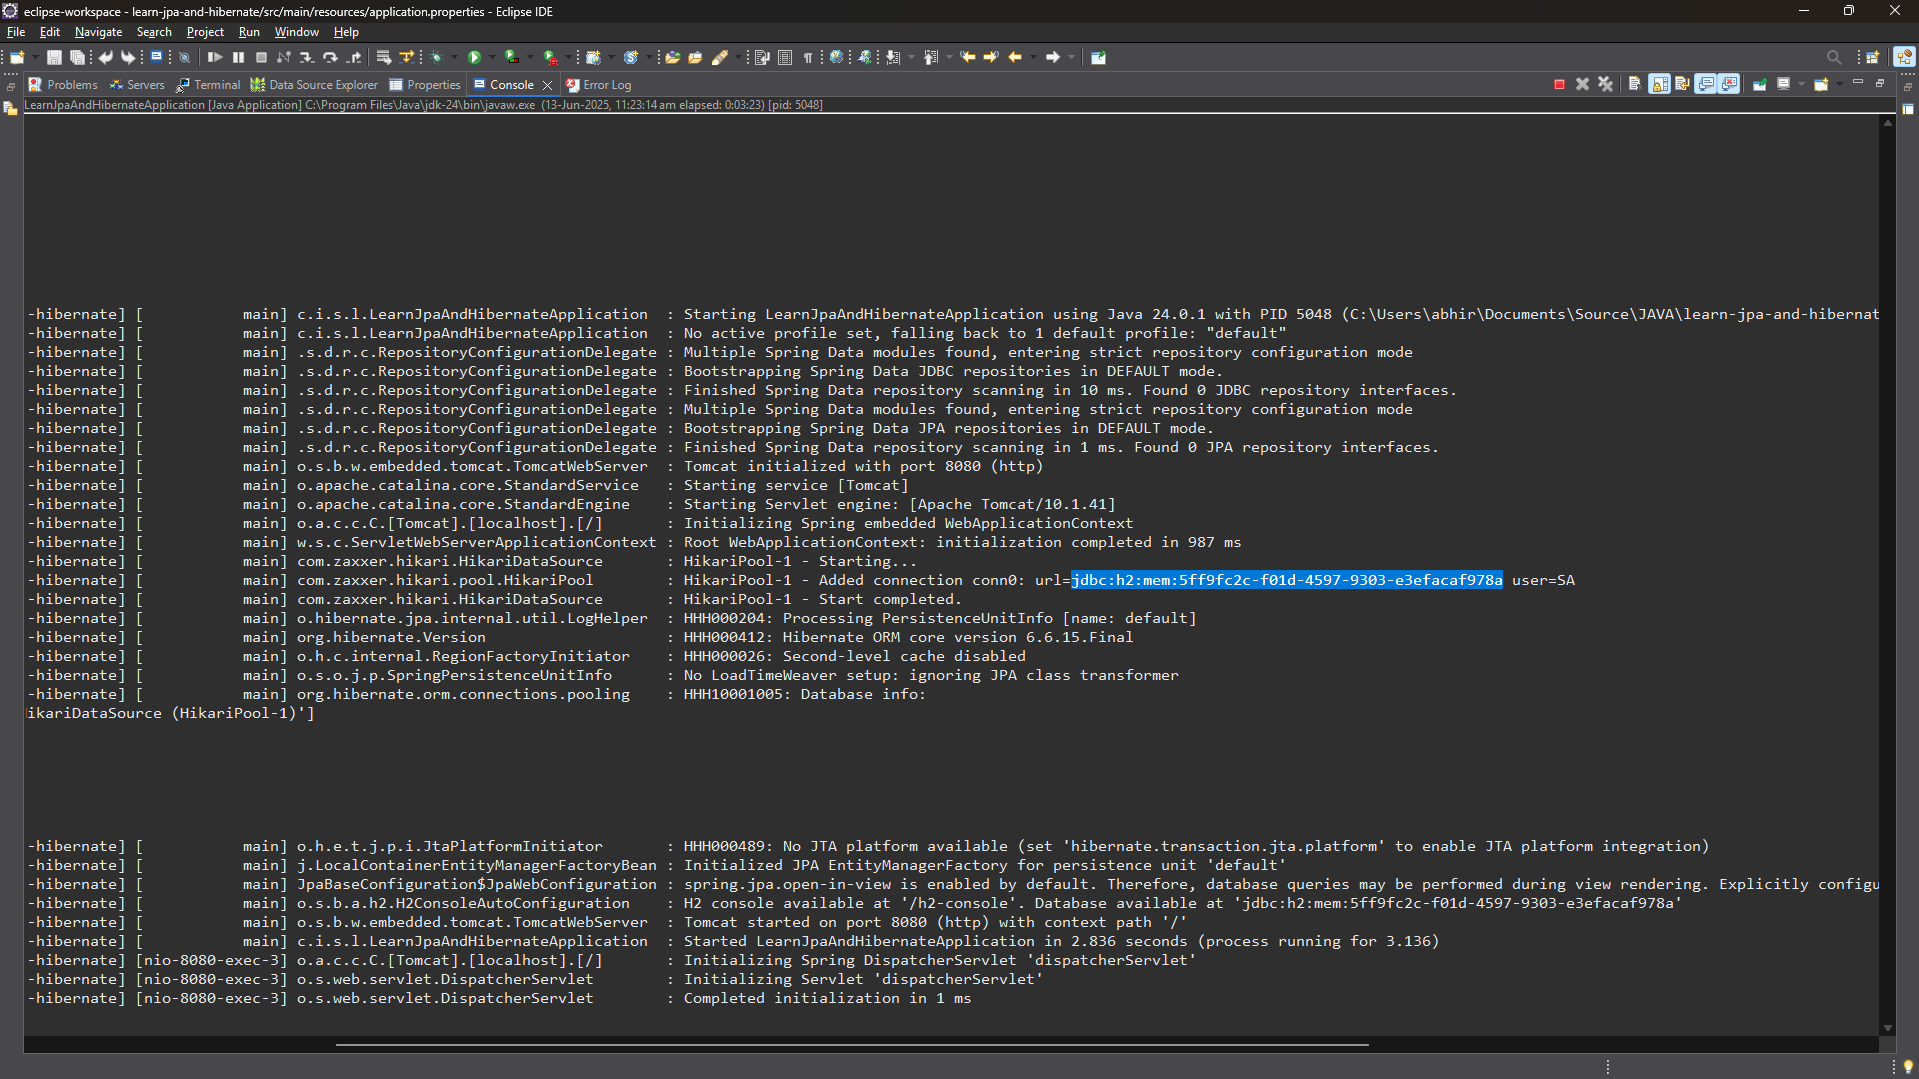 eclipse-workspace - learn-jpa-and-hibernate/src/main/resources/application.properties - Eclipse IDE
File Edit Navigate Search Project Run Window Help
Problems Servers Terminal Data Source Explorer Properties Console Error Log
LearnJpaAndHibernateApplication [Java Application] C:\Program Files\Java\jdk-24\bin\javaw.exe (13-Jun-2025, 11:23:14 am elapsed: 0:03:23) [pid: 5048]
-hibernate] [           main] c.i.s.l.LearnJpaAndHibernateApplication  : Starting LearnJpaAndHibernateApplication using Java 24.0.1 with PID 5048 (C:\Users\abhir\Documents\Source\JAVA\learn-jpa-and-hibernat
-hibernate] [           main] c.i.s.l.LearnJpaAndHibernateApplication  : No active profile set, falling back to 1 default profile: "default"
-hibernate] [           main] .s.d.r.c.RepositoryConfigurationDelegate : Multiple Spring Data modules found, entering strict repository configuration mode
-hibernate] [           main] .s.d.r.c.RepositoryConfigurationDelegate : Bootstrapping Spring Data JDBC repositories in DEFAULT mode.
-hibernate] [           main] .s.d.r.c.RepositoryConfigurationDelegate : Finished Spring Data repository scanning in 10 ms. Found 0 JDBC repository interfaces.
-hibernate] [           main] .s.d.r.c.RepositoryConfigurationDelegate : Multiple Spring Data modules found, entering strict repository configuration mode
-hibernate] [           main] .s.d.r.c.RepositoryConfigurationDelegate : Bootstrapping Spring Data JPA repositories in DEFAULT mode.
-hibernate] [           main] .s.d.r.c.RepositoryConfigurationDelegate : Finished Spring Data repository scanning in 1 ms. Found 0 JPA repository interfaces.
-hibernate] [           main] o.s.b.w.embedded.tomcat.TomcatWebServer  : Tomcat initialized with port 8080 (http)
-hibernate] [           main] o.apache.catalina.core.StandardService   : Starting service [Tomcat]
-hibernate] [           main] o.apache.catalina.core.StandardEngine    : Starting Servlet engine: [Apache Tomcat/10.1.41]
-hibernate] [           main] o.a.c.c.C.[Tomcat].[localhost].[/]       : Initializing Spring embedded WebApplicationContext
-hibernate] [           main] w.s.c.ServletWebServerApplicationContext : Root WebApplicationContext: initialization completed in 987 ms
-hibernate] [           main] com.zaxxer.hikari.HikariDataSource       : HikariPool-1 - Starting...
-hibernate] [           main] com.zaxxer.hikari.pool.HikariPool        : HikariPool-1 - Added connection conn0: url=jdbc:h2:mem:5ff9fc2c-f01d-4597-9303-e3efacaf978a user=SA
-hibernate] [           main] com.zaxxer.hikari.HikariDataSource       : HikariPool-1 - Start completed.
-hibernate] [           main] o.hibernate.jpa.internal.util.LogHelper  : HHH000204: Processing PersistenceUnitInfo [name: default]
-hibernate] [           main] org.hibernate.Version                    : HHH000412: Hibernate ORM core version 6.6.15.Final
-hibernate] [           main] o.h.c.internal.RegionFactoryInitiator    : HHH000026: Second-level cache disabled
-hibernate] [           main] o.s.o.j.p.SpringPersistenceUnitInfo      : No LoadTimeWeaver setup: ignoring JPA class transformer
-hibernate] [           main] org.hibernate.orm.connections.pooling    : HHH10001005: Database info:
ikariDataSource (HikariPool-1)']
-hibernate] [           main] o.h.e.t.j.p.i.JtaPlatformInitiator       : HHH000489: No JTA platform available (set 'hibernate.transaction.jta.platform' to enable JTA platform integration)
-hibernate] [           main] j.LocalContainerEntityManagerFactoryBean : Initialized JPA EntityManagerFactory for persistence unit 'default'
-hibernate] [           main] JpaBaseConfiguration$JpaWebConfiguration : spring.jpa.open-in-view is enabled by default. Therefore, database queries may be performed during view rendering. Explicitly configu
-hibernate] [           main] o.s.b.a.h2.H2ConsoleAutoConfiguration    : H2 console available at '/h2-console'. Database available at 'jdbc:h2:mem:5ff9fc2c-f01d-4597-9303-e3efacaf978a'
-hibernate] [           main] o.s.b.w.embedded.tomcat.TomcatWebServer  : Tomcat started on port 8080 (http) with context path '/'
-hibernate] [           main] c.i.s.l.LearnJpaAndHibernateApplication  : Started LearnJpaAndHibernateApplication in 2.836 seconds (process running for 3.136)
-hibernate] [nio-8080-exec-3] o.a.c.c.C.[Tomcat].[localhost].[/]       : Initializing Spring DispatcherServlet 'dispatcherServlet'
-hibernate] [nio-8080-exec-3] o.s.web.servlet.DispatcherServlet        : Initializing Servlet 'dispatcherServlet'
-hibernate] [nio-8080-exec-3] o.s.web.servlet.DispatcherServlet        : Completed initialization in 1 ms